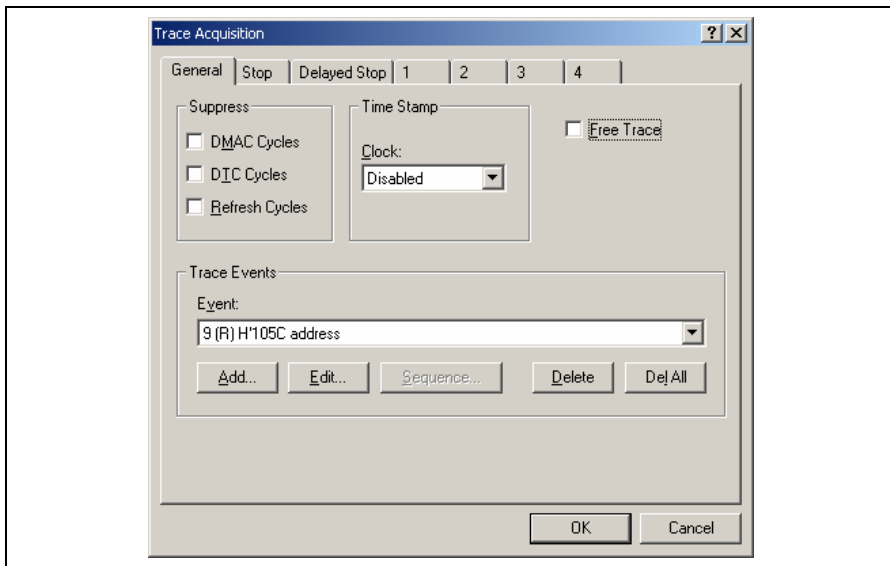 Trace Acquisition
General Stop Delayed Stop 1 2 3 4
Suppress
DMAC Cycles
DTC Cycles
Refresh Cycles
Time Stamp
Clock:
Disabled
Free Trace
Trace Events
Event:
9 (R) H'105C address
Add... Edit... Sequence... Delete Del All
OK Cancel